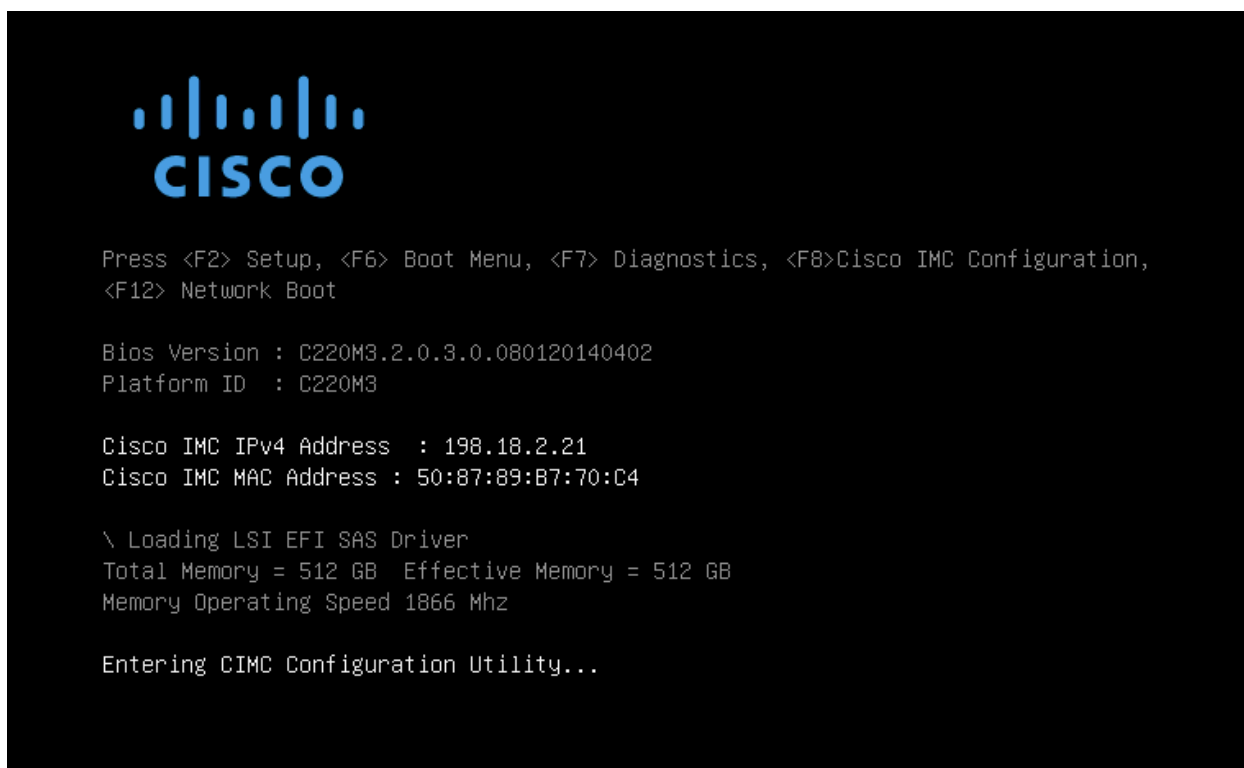 CISCO
Press <F2> Setup, <F6> Boot Menu, <F7> Diagnostics, <F8>Cisco IMC Configuration,
<F12> Network Boot
Bios Version : C220M3.2.0.3.0.080120140402
Platform ID  : C220M3
Cisco IMC IPv4 Address  : 198.18.2.21
Cisco IMC MAC Address : 50:87:89:B7:70:C4
\ Loading LSI EFI SAS Driver
Total Memory = 512 GB  Effective Memory = 512 GB
Memory Operating Speed 1866 Mhz
Entering CIMC Configuration Utility...